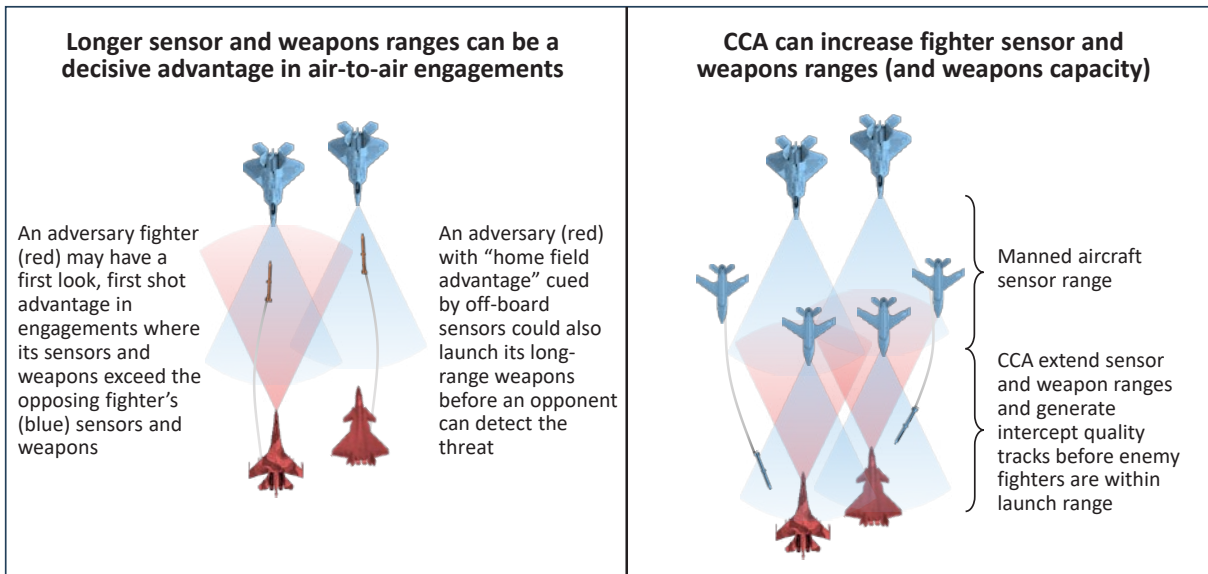 Longer sensor and weapons ranges can be a
decisive advantage in air-to-air engagements
An adversary fighter
(red) may have a
first look, first shot
advantage in
engagements where
its sensors and
weapons exceed the
opposing fighter's
(blue) sensors and
weapons
An adversary (red)
with “home field
advantage” cued
by off-board
sensors could also
launch its long-
range weapons
before an opponent
can detect the
threat
CCA can increase fighter sensor and
weapons ranges (and weapons capacity)
Manned aircraft
sensor range
CCA extend sensor
and weapon ranges
and generate
intercept quality
tracks before enemy
fighters are within
launch range